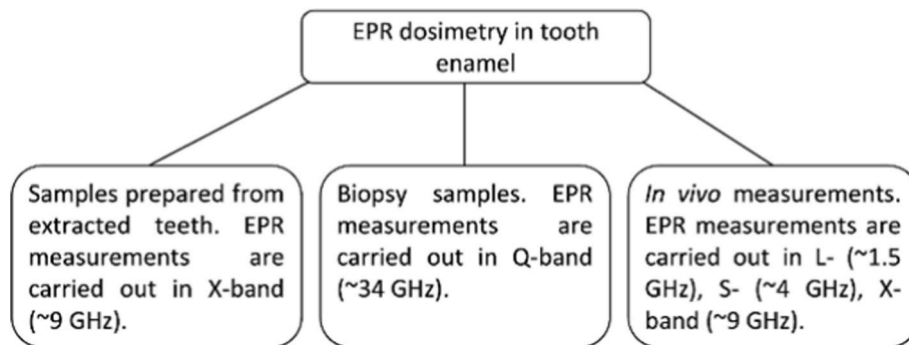 EPR dosimetry in tooth
enamel
Samples prepared from
extracted teeth. EPR
measurements are
carried out in X-band
(~9 GHz).
Biopsy samples. EPR
measurements are
carried out in Q-band
(~34 GHz).
In vivo measurements.
EPR measurements are
carried out in L- (~1.5
GHz), S- (~4 GHz), X-
band (~9 GHz).